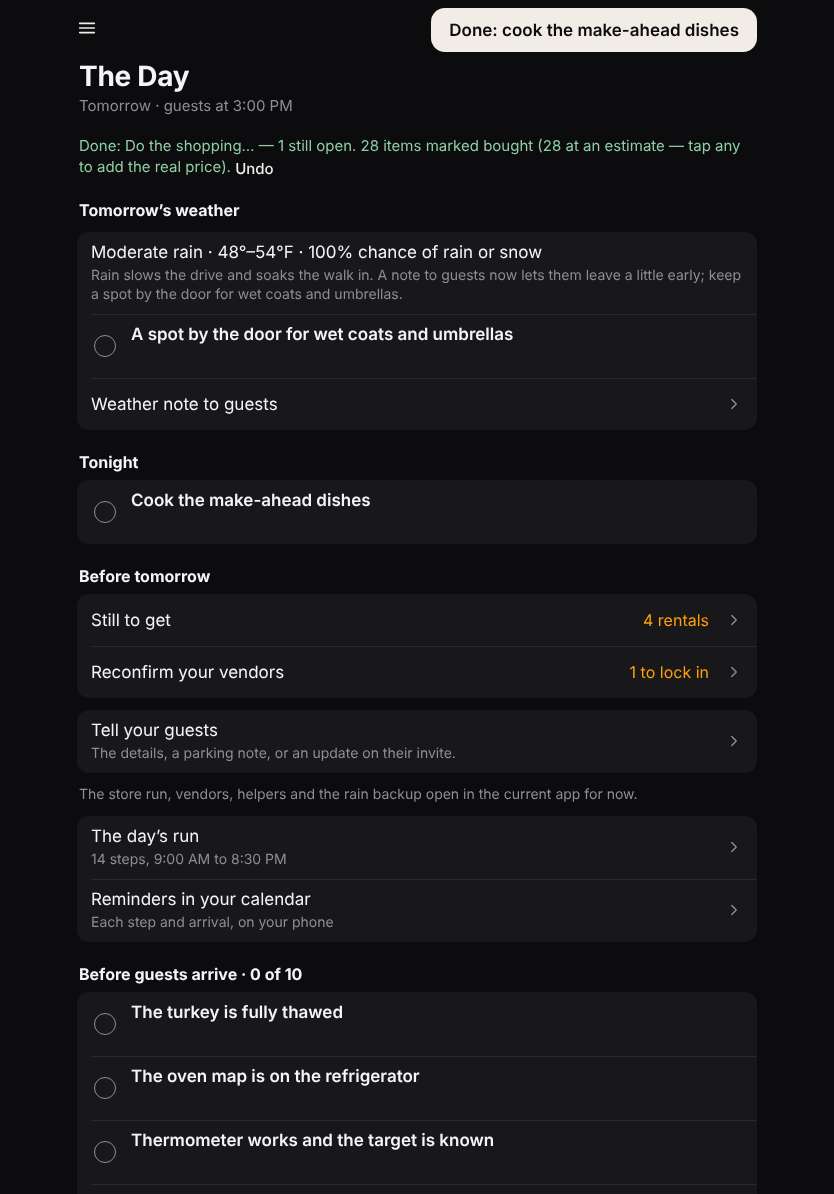 Done: cook the make-ahead dishes
The Day
Tomorrow · guests at 3:00 PM
Done: Do the shopping… — 1 still open. 28 items marked bought (28 at an estimate — tap any
to add the real price). Undo
Tomorrow’s weather
Moderate rain · 48°–54°F · 100% chance of rain or snow
Rain slows the drive and soaks the walk in. A note to guests now lets them leave a little early; keep
a spot by the door for wet coats and umbrellas.
A spot by the door for wet coats and umbrellas
Weather note to guests
Tonight
Cook the make-ahead dishes
Before tomorrow
Still to get 4 rentals
Reconfirm your vendors 1 to lock in
Tell your guests
The details, a parking note, or an update on their invite.
The store run, vendors, helpers and the rain backup open in the current app for now.
The day’s run
14 steps, 9:00 AM to 8:30 PM
Reminders in your calendar
Each step and arrival, on your phone
Before guests arrive · 0 of 10
The turkey is fully thawed
The oven map is on the refrigerator
Thermometer works and the target is known